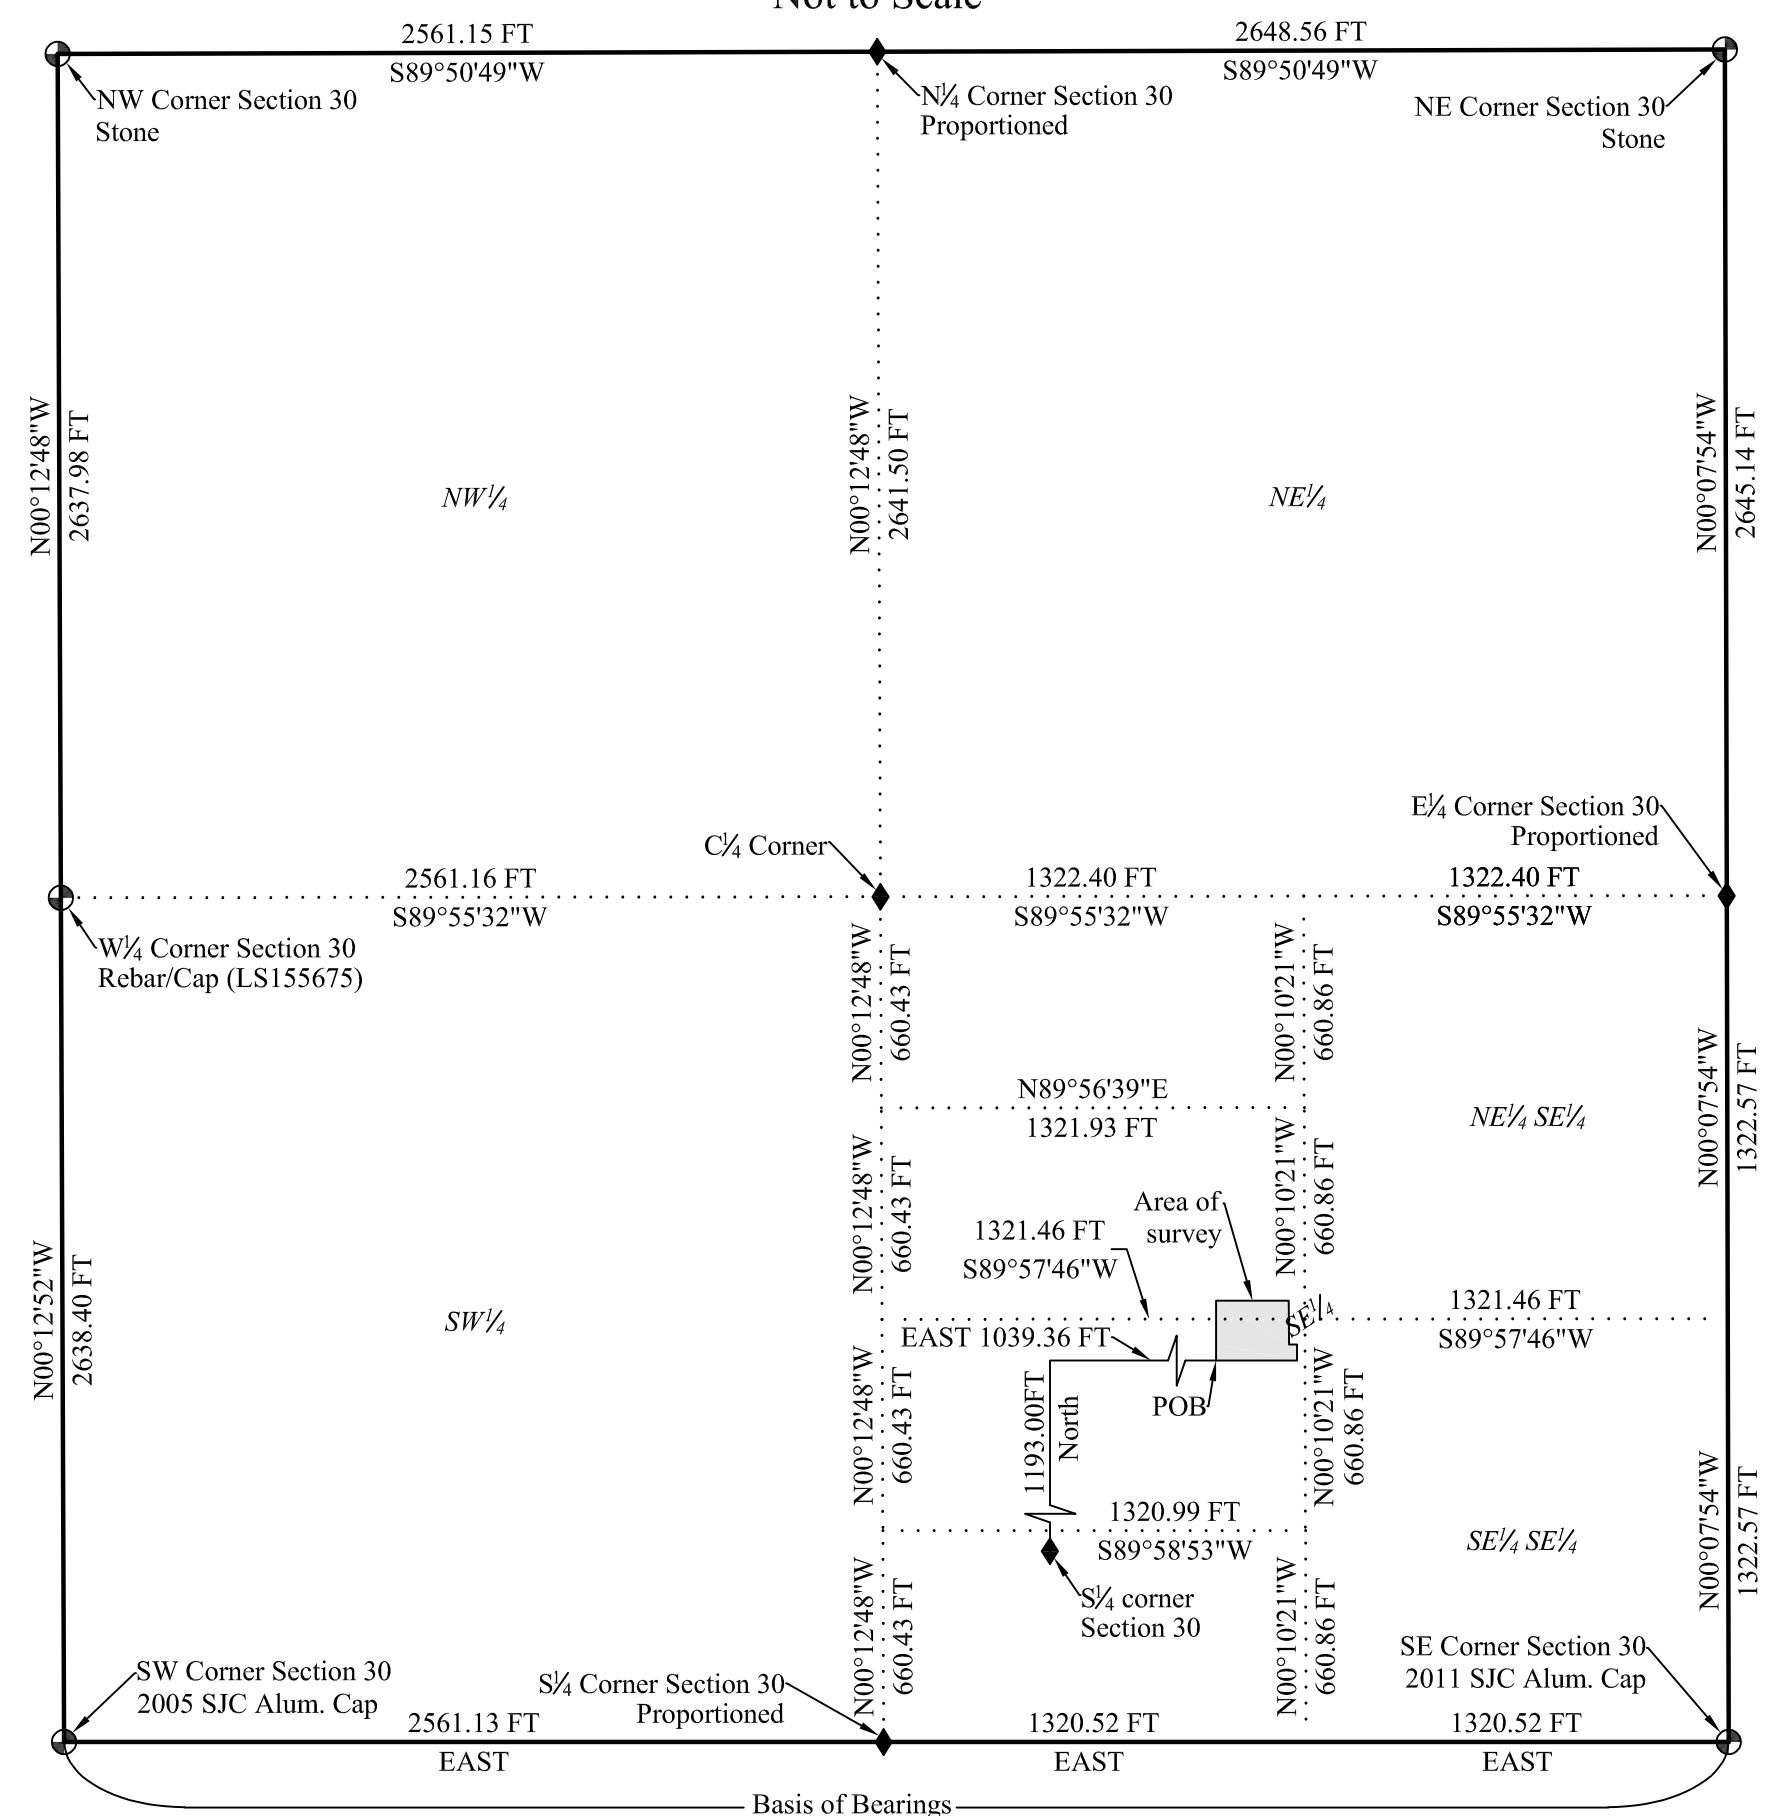 Not to Scale
2561.15 FT
S89°50'49"W
2648.56 FT
S89°50'49"W
NW Corner Section 30
Stone
N1/4 Corner Section 30
Proportioned
NE Corner Section 30
Stone
N00°12'48"W
2637.98 FT
NW1/4
N00°12'48"W
2641.50 FT
NE1/4
N00°07'54"W
2645.14 FT
E1/4 Corner Section 30
Proportioned
C1/4 Corner
2561.16 FT
S89°55'32"W
1322.40 FT
S89°55'32"W
1322.40 FT
S89°55'32"W
W1/4 Corner Section 30
Rebar/Cap (LS155675)
N00°12'48"W
660.43 FT
N00°10'21"W
660.86 FT
N89°56'39"E
1321.93 FT
NE1/4 SE1/4
N00°07'54"W
1322.57 FT
N00°12'48"W
660.43 FT
N00°10'21"W
660.86 FT
Area of
survey
1321.46 FT
S89°57'46"W
SE1/4
1321.46 FT
S89°57'46"W
N00°12'52"W
2638.40 FT
SW1/4
EAST 1039.36 FT
POB
N00°12'48"W
660.43 FT
1193.00FT
North
N00°10'21"W
660.86 FT
1320.99 FT
S89°58'53"W
SE1/4 SE1/4
N00°07'54"W
1322.57 FT
S1/4 corner
Section 30
N00°12'48"W
660.43 FT
N00°10'21"W
660.86 FT
SW Corner Section 30
2005 SJC Alum. Cap
S1/4 Corner Section 30
Proportioned
SE Corner Section 30
2011 SJC Alum. Cap
2561.13 FT
EAST
1320.52 FT
EAST
1320.52 FT
EAST
Basis of Bearings